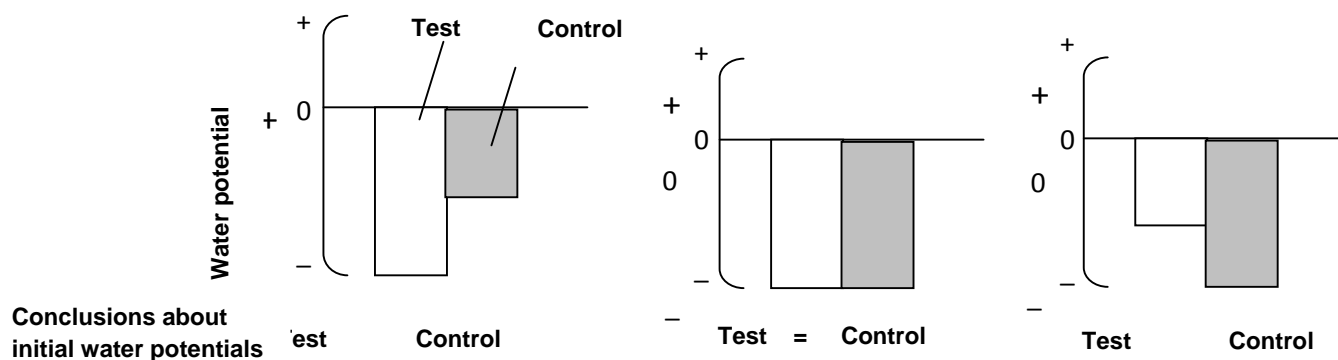 + Test Control
+
+
Water potential
+ 0
+
0
+
0
0
0
–
–
–
–
–
Conclusions about
initial water potentials
est Control
Test = Control
Test Control